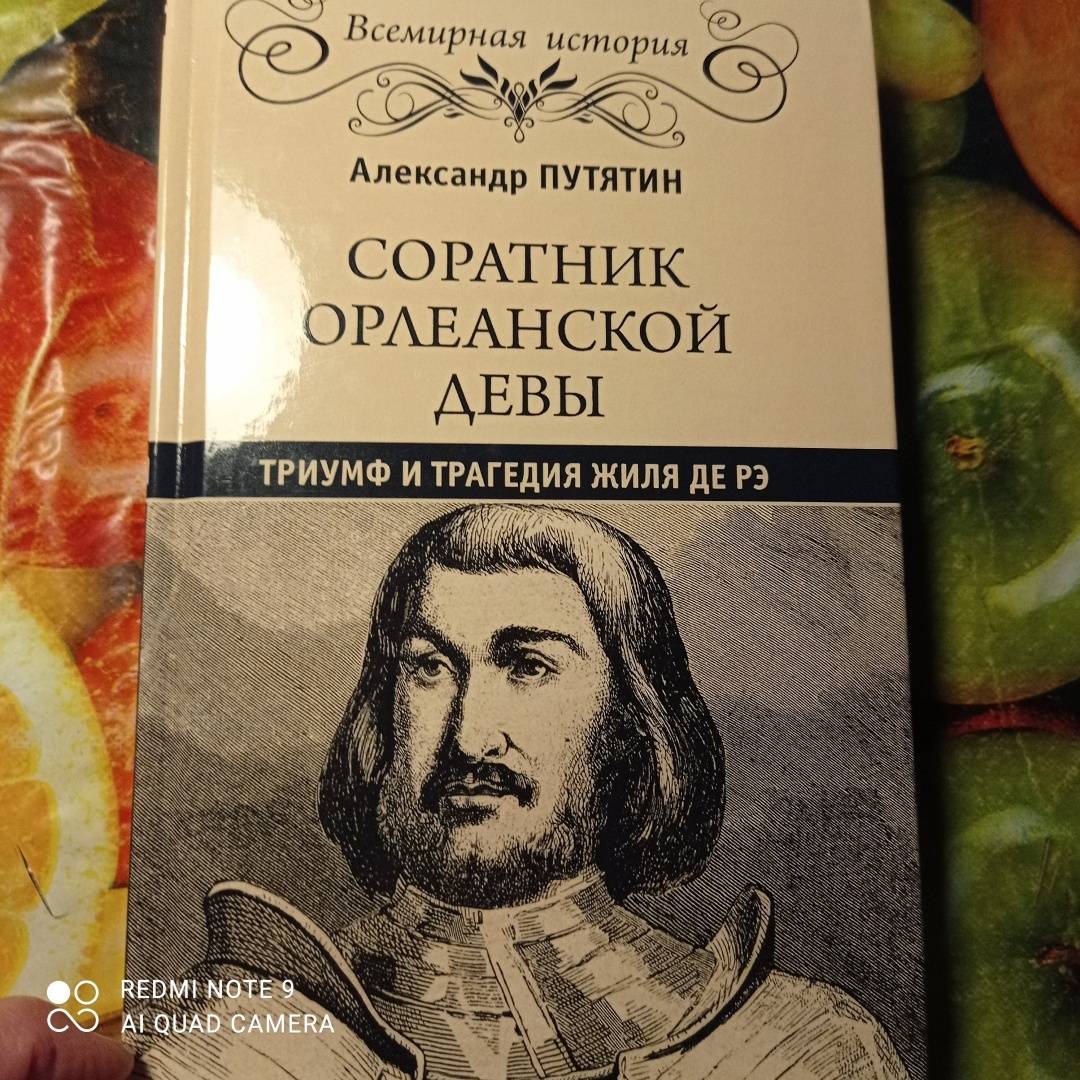 Всемирная история
Александр ПУТЯТИН
СОРАТНИК
ОРЛЕАНСКОЙ
ДЕВЫ
ТРИУМФ И ТРАГЕДИЯ ЖИЛЯ ДЕ РЭ
REDMI NOTE 9
AI QUAD CAMERA